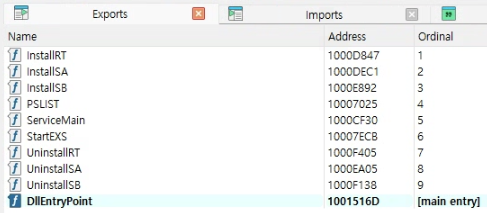 Exports Imports
Name Address Ordinal
InstallRT 1000D847 1
InstallSA 1000DEC1 2
InstallSB 1000E892 3
PSLIST 10007025 4
ServiceMain 1000CF30 5
StartEXS 10007ECB 6
UninstallRT 1000F405 7
UninstallSA 1000EA05 8
UninstallSB 1000F138 9
DllEntryPoint 1001516D [main entry]